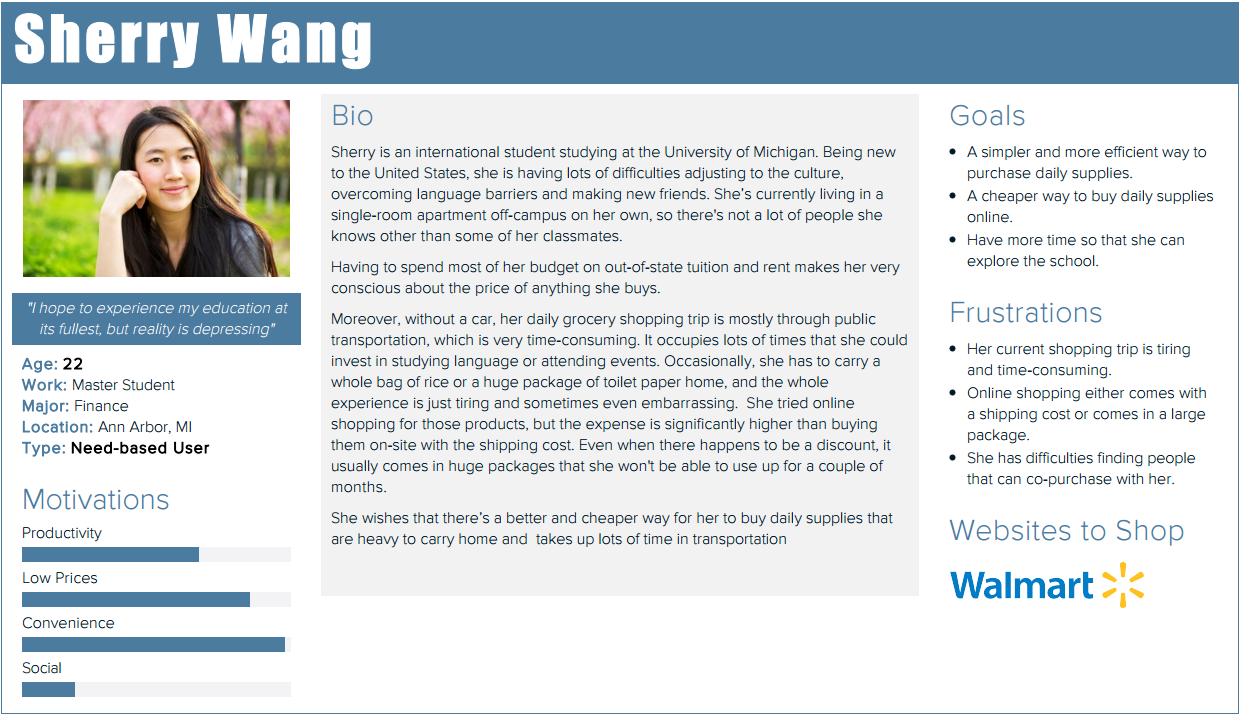 Sherry Wang
"I hope to experience my education at
its fullest, but reality is depressing"
Age: 22
Work: Master Student
Major: Finance
Location: Ann Arbor, MI
Type: Need-based User
Motivations
Productivity
Low Prices
Convenience
Social
Bio
Sherry is an international student studying at the University of Michigan. Being new
to the United States, she is having lots of difficulties adjusting to the culture,
overcoming language barriers and making new friends. She's currently living in a
single-room apartment off-campus on her own, so there's not a lot of people she
knows other than some of her classmates.
Having to spend most of her budget on out-of-state tuition and rent makes her very
conscious about the price of anything she buys.
Moreover, without a car, her daily grocery shopping trip is mostly through public
transportation, which is very time-consuming. It occupies lots of times that she could
invest in studying language or attending events. Occasionally, she has to carry a
whole bag of rice or a huge package of toilet paper home, and the whole
experience is just tiring and sometimes even embarrassing.  She tried online
shopping for those products, but the expense is significantly higher than buying
them on-site with the shipping cost. Even when there happens to be a discount, it
usually comes in huge packages that she won't be able to use up for a couple of
months.
She wishes that there's a better and cheaper way for her to buy daily supplies that
are heavy to carry home and  takes up lots of time in transportation
Goals
• A simpler and more efficient way to
purchase daily supplies.
• A cheaper way to buy daily supplies
online.
• Have more time so that she can
explore the school.
Frustrations
• Her current shopping trip is tiring
and time-consuming.
• Online shopping either comes with
a shipping cost or comes in a large
package.
• She has difficulties finding people
that can co-purchase with her.
Websites to Shop
Walmart